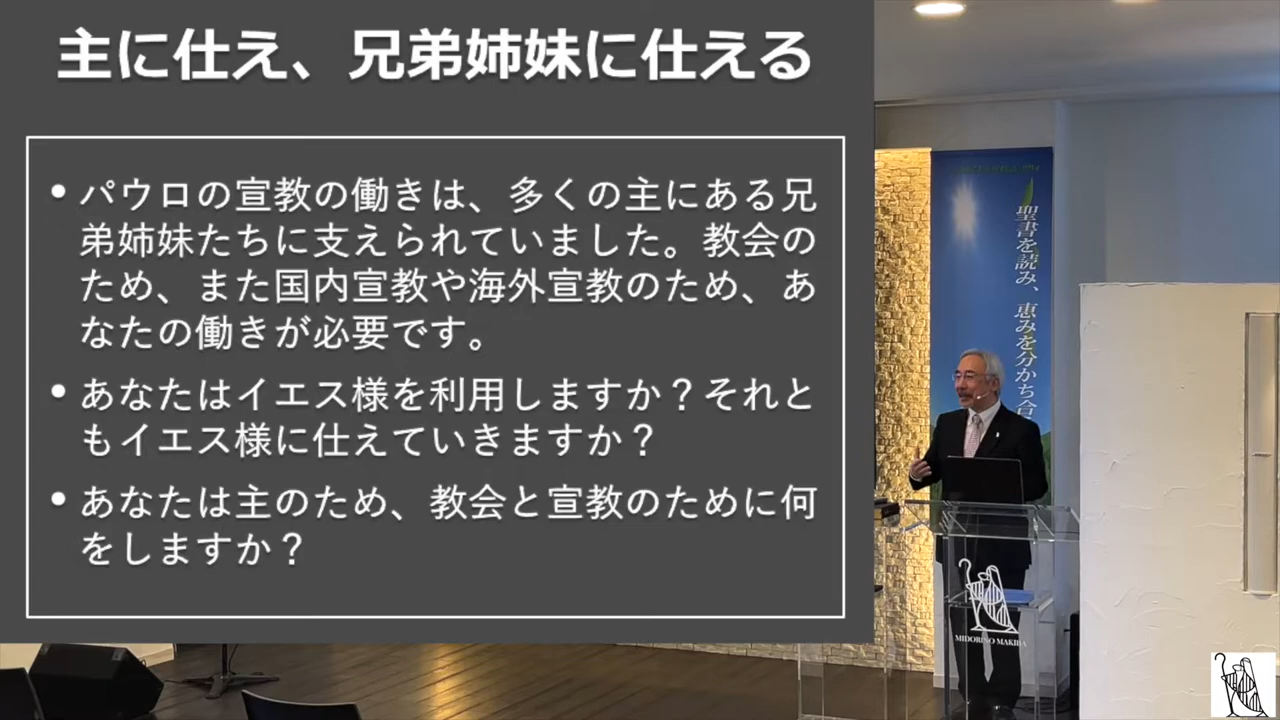 主に仕え、兄弟姉妹に仕える
• パウロの宣教の働きは、多くの主にある兄
弟姉妹たちに支えられていました。教会の
ため、また国内宣教や海外宣教のため、あ
なたの働きが必要です。
• あなたはイエス様を利用しますか？それと
もイエス様に仕えていきますか？
• あなたは主のため、教会と宣教のために何
をしますか？
聖書を読み、恵みを分かち合
MIDORINO MAKIBA